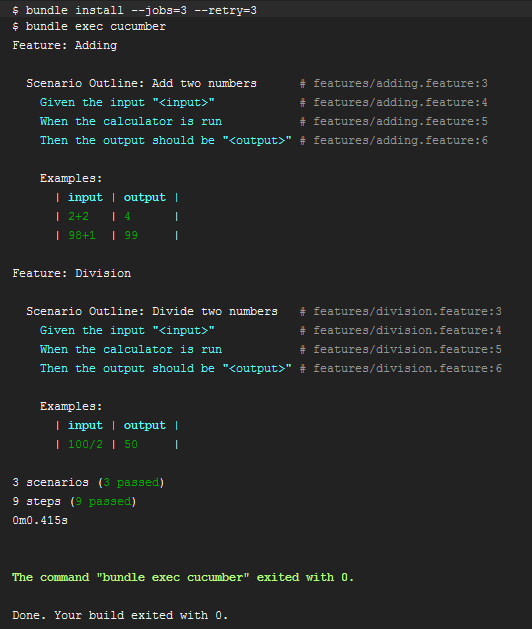 $ bundle install --jobs=3 --retry=3
$ bundle exec cucumber
Feature: Adding
Scenario Outline: Add two numbers # features/adding.feature:3
Given the input "<input>" # features/adding.feature:4
When the calculator is run # features/adding.feature:5
Then the output should be "<output>" # features/adding.feature:6
Examples:
| input | output |
| 2+2 | 4 |
| 98+1 | 99 |
Feature: Division
Scenario Outline: Divide two numbers # features/division.feature:3
Given the input "<input>" # features/division.feature:4
When the calculator is run # features/division.feature:5
Then the output should be "<output>" # features/division.feature:6
Examples:
| input | output |
| 100/2 | 50 |
3 scenarios (3 passed)
9 steps (9 passed)
0m0.415s
The command "bundle exec cucumber" exited with 0.
Done. Your build exited with 0.